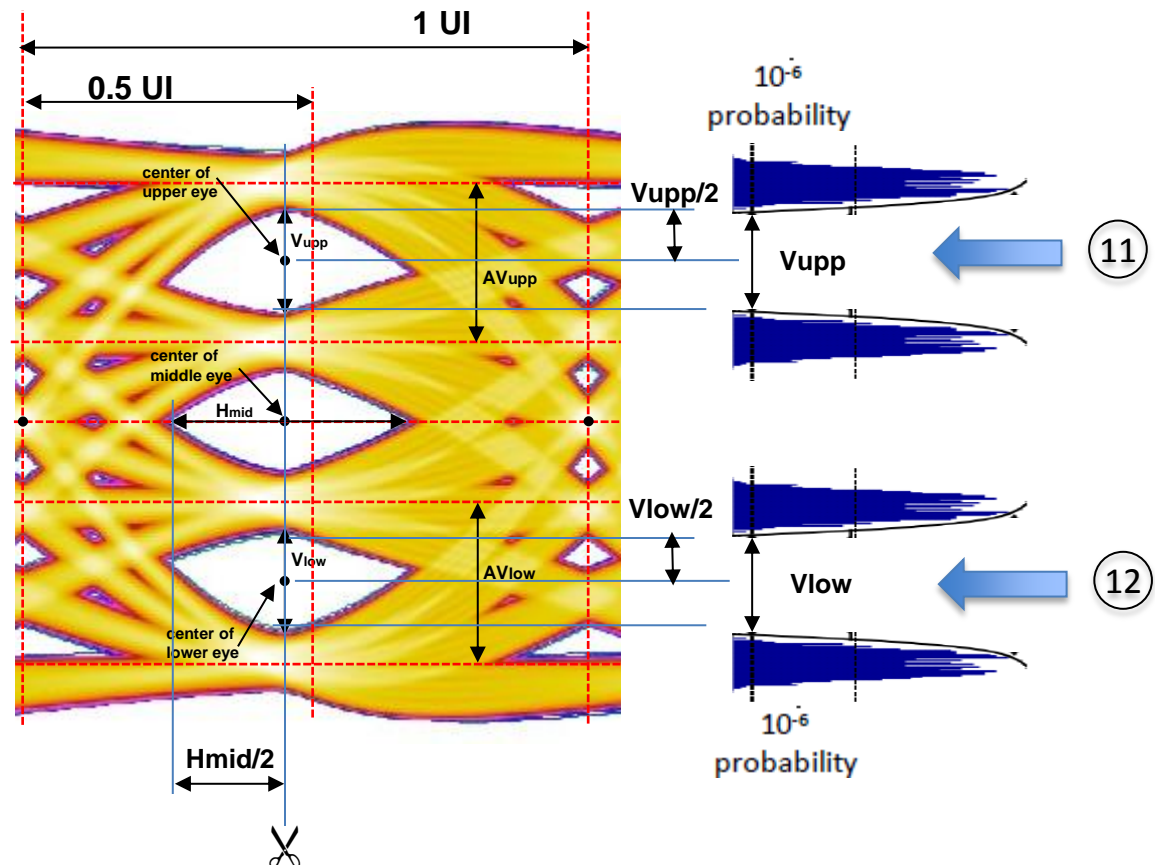 1 UI
0.5 UI
10-6
probability
center of
upper eye
Vupp/2
Vupp
AVupp
Vupp
11
center of
middle eye
Hmid
Vlow/2
Vlow
AVlow
Vlow
12
center of
lower eye
10-6
probability
Hmid/2